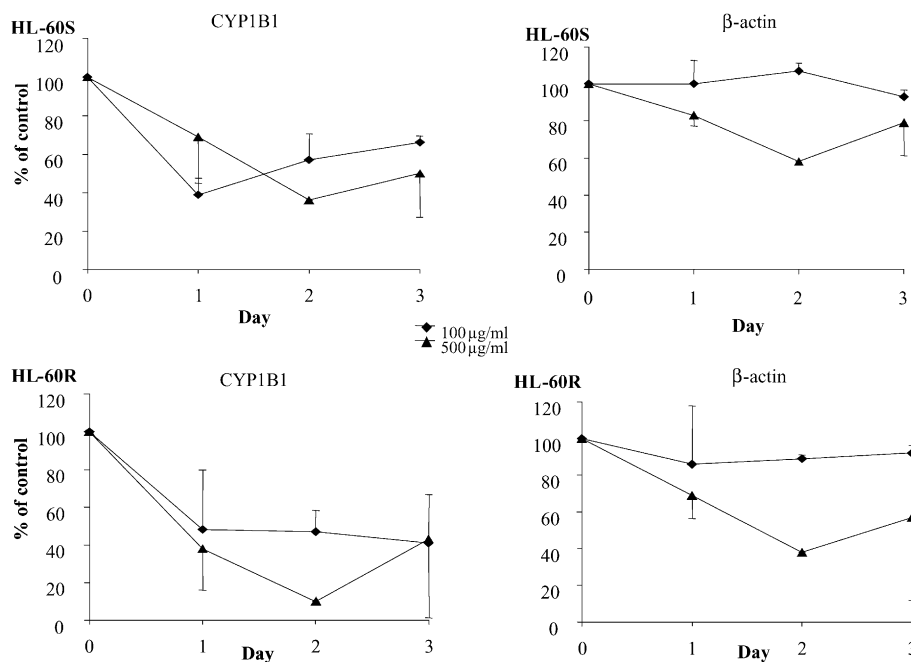 CYP1B1
HL-60S
120
100
80
60
40
20
0
% of control
0 1 2 3
Day
β-actin
HL-60S
120
100
80
60
40
20
0
0 1 2 3
Day
100 µg/ml
500 µg/ml
HL-60R
CYP1B1
120
100
80
60
40
20
0
% of control
0 1 2 3
Day
β-actin
HL-60R
120
100
80
60
40
20
0
0 1 2 3
Day